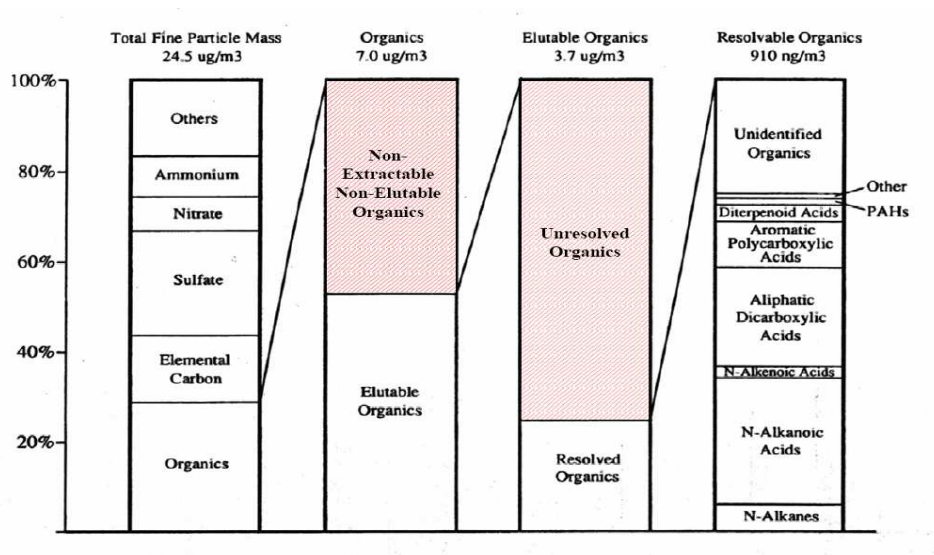 Total Fine Particle Mass
24.5 ug/m3
Organics
7.0 ug/m3
Elutable Organics
3.7 ug/m3
Resolvable Organics
910 ng/m3
100%
80%
60%
40%
20%
Others
Ammonium
Nitrate
Sulfate
Elemental
Carbon
Organics
Non-
Extractable
Non-Elutable
Organics
Elutable
Organics
Unresolved
Organics
Resolved
Organics
Unidentified
Organics
Other
PAHs
Diterpenoid Acids
Aromatic
Polycarboxylic
Acids
Aliphatic
Dicarboxylic
Acids
N-Alkenoic Acids
N-Alkanoic
Acids
N-Alkanes